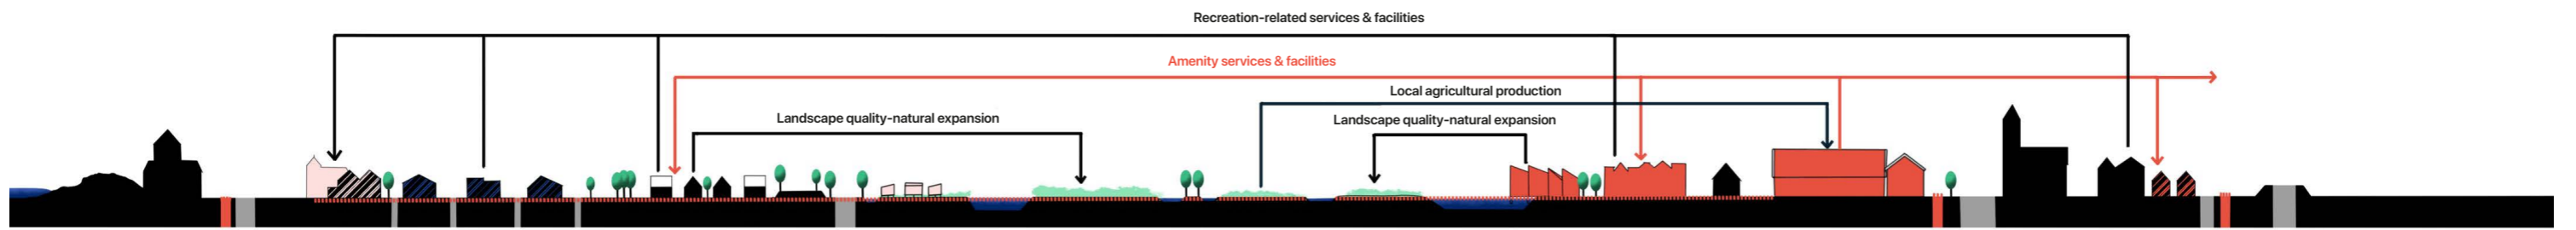 Recreation-related services & facilities
Amenity services & facilities
Local agricultural production
Landscape quality-natural expansion
Landscape quality-natural expansion